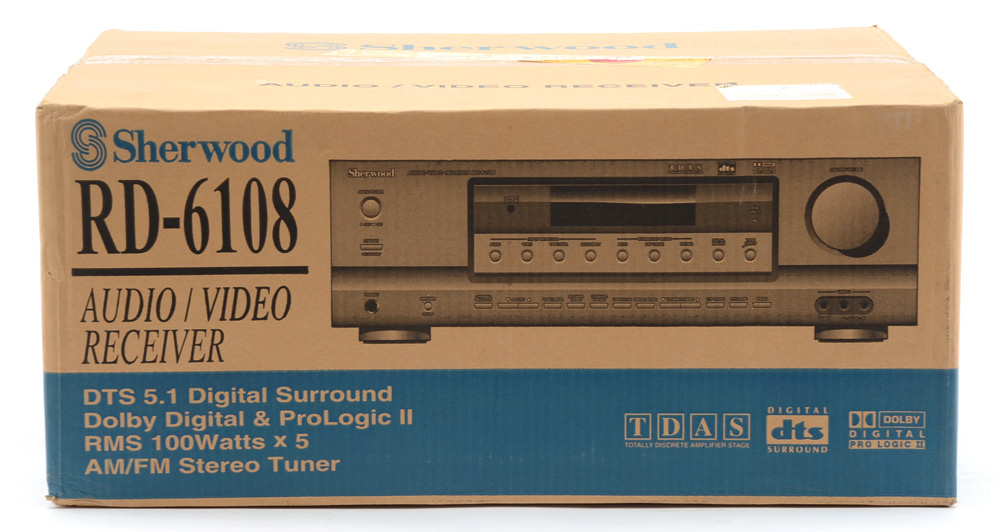 Sherwood
AUDIO / VIDEO RECEIVER
Sherwood
RD-6108
AUDIO / VIDEO
RECEIVER
Sherwood
TDAS
dts
DTS 5.1 Digital Surround
Dolby Digital & ProLogic II
RMS 100Watts x 5
AM/FM Stereo Tuner
TDAS
TOTALLY DISCRETE AMPLIFIER STAGE
DIGITAL
dts
SURROUND
DOLBY
DIGITAL
PRO LOGIC II